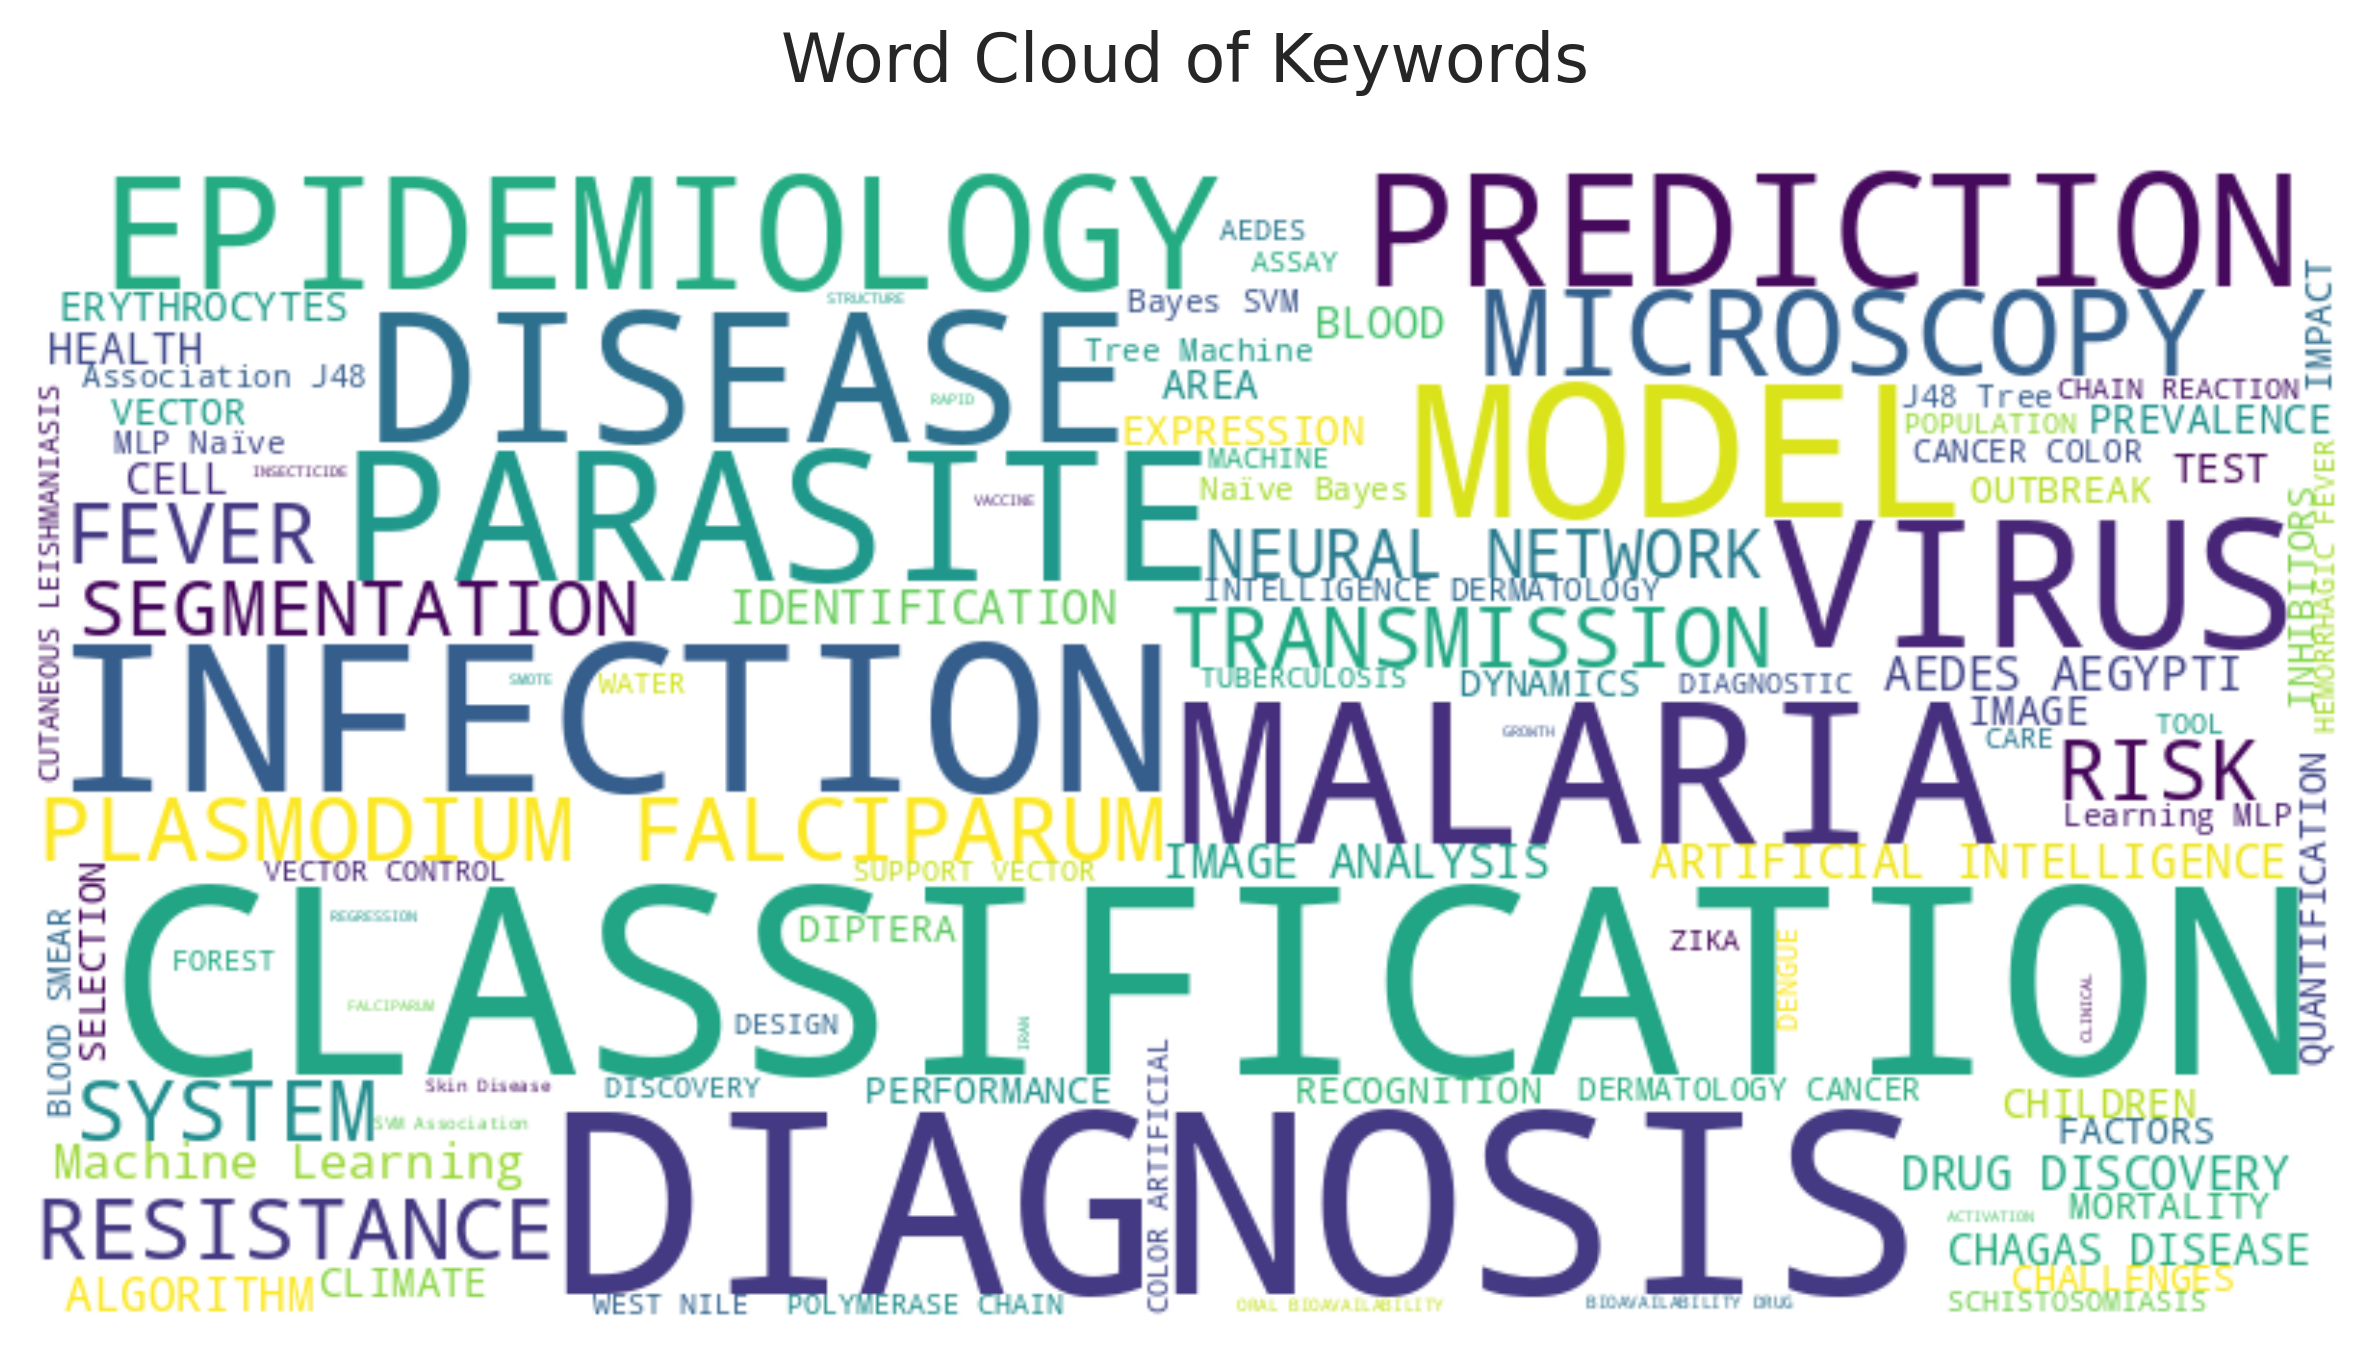 Word Cloud of Keywords
EPIDEMIOLOGY
PREDICTION
AEDES
ASSAY
ERYTHROCYTES
STRUCTURE
Bayes SVM
BLOOD
MICROSCOPY
IMPACT
HEALTH
DISEASE
Tree Machine
Association J48
AREA
RAPID
MODEL
J48 Tree
CHAIN REACTION
VECTOR
EXPRESSION
POPULATION
PREVALENCE
MLP Naïve
MACHINE
CANCER COLOR
CELL
INSECTICIDE
PARASITE
VACCINE
Naïve Bayes
OUTBREAK
TEST
CUTANEOUS LEISHMANIASIS
FEVER
NEURAL NETWORK
VIRUS
INHIBITORS
HEMORRHAGIC FEVER
INTELLIGENCE DERMATOLOGY
SEGMENTATION
IDENTIFICATION
TRANSMISSION
INFECTION
SMOTE
WATER
TUBERCULOSIS
DYNAMICS
DIAGNOSTIC
AEDES AEGYPTI
IMAGE
TOOL
CARE
MALARIA
GROWTH
RISK
Learning MLP
PLASMODIUM FALCIPARUM
VECTOR CONTROL
SUPPORT VECTOR
IMAGE ANALYSIS
ARTIFICIAL INTELLIGENCE
QUANTIFICATION
SELECTION
BLOOD SMEAR
CLASSIFICATION
REGRESSION
DIPTERA
FOREST
ZIKA
DENGUE
FALCIPARUM
DESIGN
IRAN
CLINICAL
SYSTEM
Skin Disease
DISCOVERY
PERFORMANCE
RECOGNITION
DERMATOLOGY CANCER
CHILDREN
SVM Association
FACTORS
Machine Learning
DIAGNOSIS
COLOR ARTIFICIAL
DRUG DISCOVERY
MORTALITY
RESISTANCE
ACTIVATION
CHAGAS DISEASE
ALGORITHM
CLIMATE
CHALLENGES
WEST NILE
POLYMERASE CHAIN
ORAL BIOAVAILABILITY
BIOAVAILABILITY DRUG
SCHISTOSOMIASIS